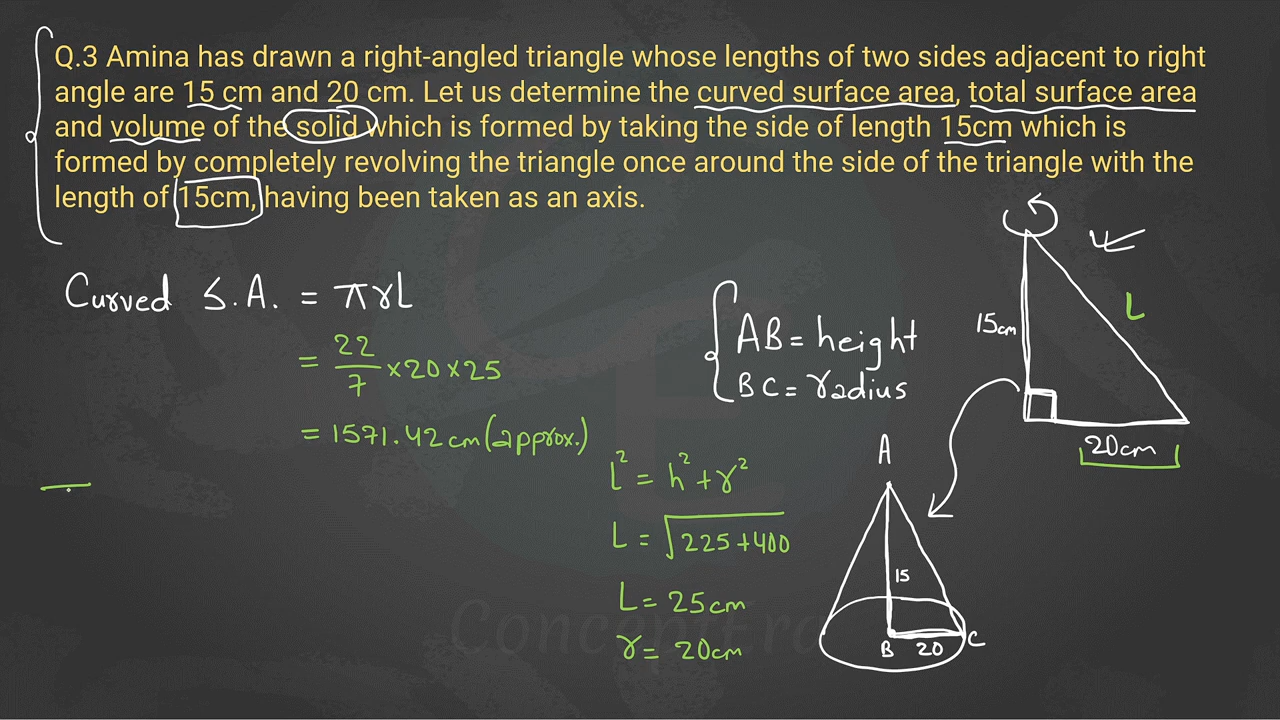 Q.3 Amina has drawn a right-angled triangle whose lengths of two sides adjacent to right
angle are 15 cm and 20 cm. Let us determine the curved surface area, total surface area
and volume of the solid which is formed by taking the side of length 15cm which is
formed by completely revolving the triangle once around the side of the triangle with the
length of 15cm, having been taken as an axis.
Curved S.A. = πrL
= 22/7 ×20×25
= 1571.42 cm (approx.)
AB = height
BC = radius
15cm
L
20cm
l² = h² + r²
L = √225+400
L = 25cm
r = 20cm
A
15
B 20 C